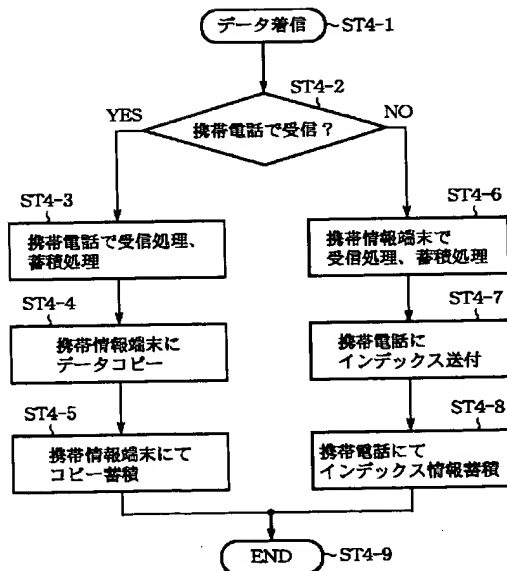 データ着信 ST4-1
ST4-2
YES
携帯電話で受信?
NO
ST4-3
携帯電話で受信処理、
蓄積処理
ST4-4
携帯情報端末に
データコピー
ST4-5
携帯情報端末にて
コピー蓄積
ST4-6
携帯情報端末で
受信処理、蓄積処理
ST4-7
携帯電話に
インデックス送付
ST4-8
携帯電話にて
インデックス情報蓄積
END ST4-9